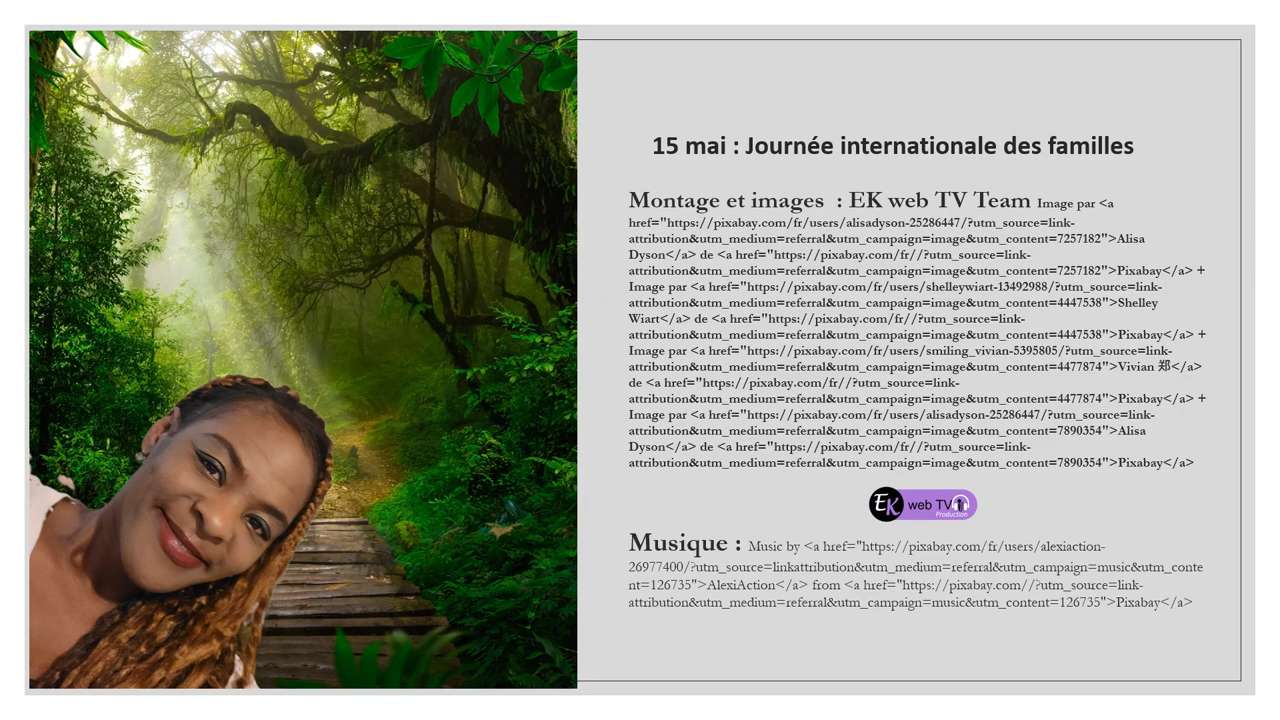 15 mai : Journée internationale des familles
Montage et images : EK web TV Team Image par <a
href="https://pixabay.com/fr/users/alisadyson-25286447/?utm_source=link-
attribution&utm_medium=referral&utm_campaign=image&utm_content=7257182">Alisa
Dyson</a> de <a href="https://pixabay.com/fr//?utm_source=link-
attribution&utm_medium=referral&utm_campaign=image&utm_content=7257182">Pixabay</a> +
Image par <a href="https://pixabay.com/fr/users/shelleywiart-13492988/?utm_source=link-
attribution&utm_medium=referral&utm_campaign=image&utm_content=4447538">Shelley
Wiart</a> de <a href="https://pixabay.com/fr//?utm_source=link-
attribution&utm_medium=referral&utm_campaign=image&utm_content=4447538">Pixabay</a> +
Image par <a href="https://pixabay.com/fr/users/smiling_vivian-5395805/?utm_source=link-
attribution&utm_medium=referral&utm_campaign=image&utm_content=4477874">Vivian 郑</a>
de <a href="https://pixabay.com/fr//?utm_source=link-
attribution&utm_medium=referral&utm_campaign=image&utm_content=4477874">Pixabay</a> +
Image par <a href="https://pixabay.com/fr/users/alisadyson-25286447/?utm_source=link-
attribution&utm_medium=referral&utm_campaign=image&utm_content=7890354">Alisa
Dyson</a> de <a href="https://pixabay.com/fr//?utm_source=link-
attribution&utm_medium=referral&utm_campaign=image&utm_content=7890354">Pixabay</a>
EK web TV
Production
Musique : Music by <a href="https://pixabay.com/fr/users/alexiaction-
26977400/?utm_source=linkattribution&utm_medium=referral&utm_campaign=music&utm_conte
nt=126735">AlexiAction</a> from <a href="https://pixabay.com//?utm_source=link-
attribution&utm_medium=referral&utm_campaign=music&utm_content=126735">Pixabay</a>